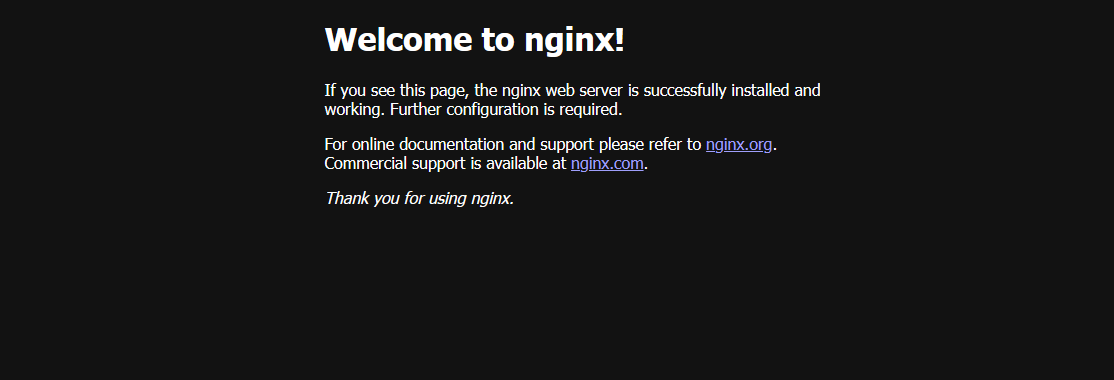 Welcome to nginx!
If you see this page, the nginx web server is successfully installed and
working. Further configuration is required.
For online documentation and support please refer to nginx.org.
Commercial support is available at nginx.com.
Thank you for using nginx.